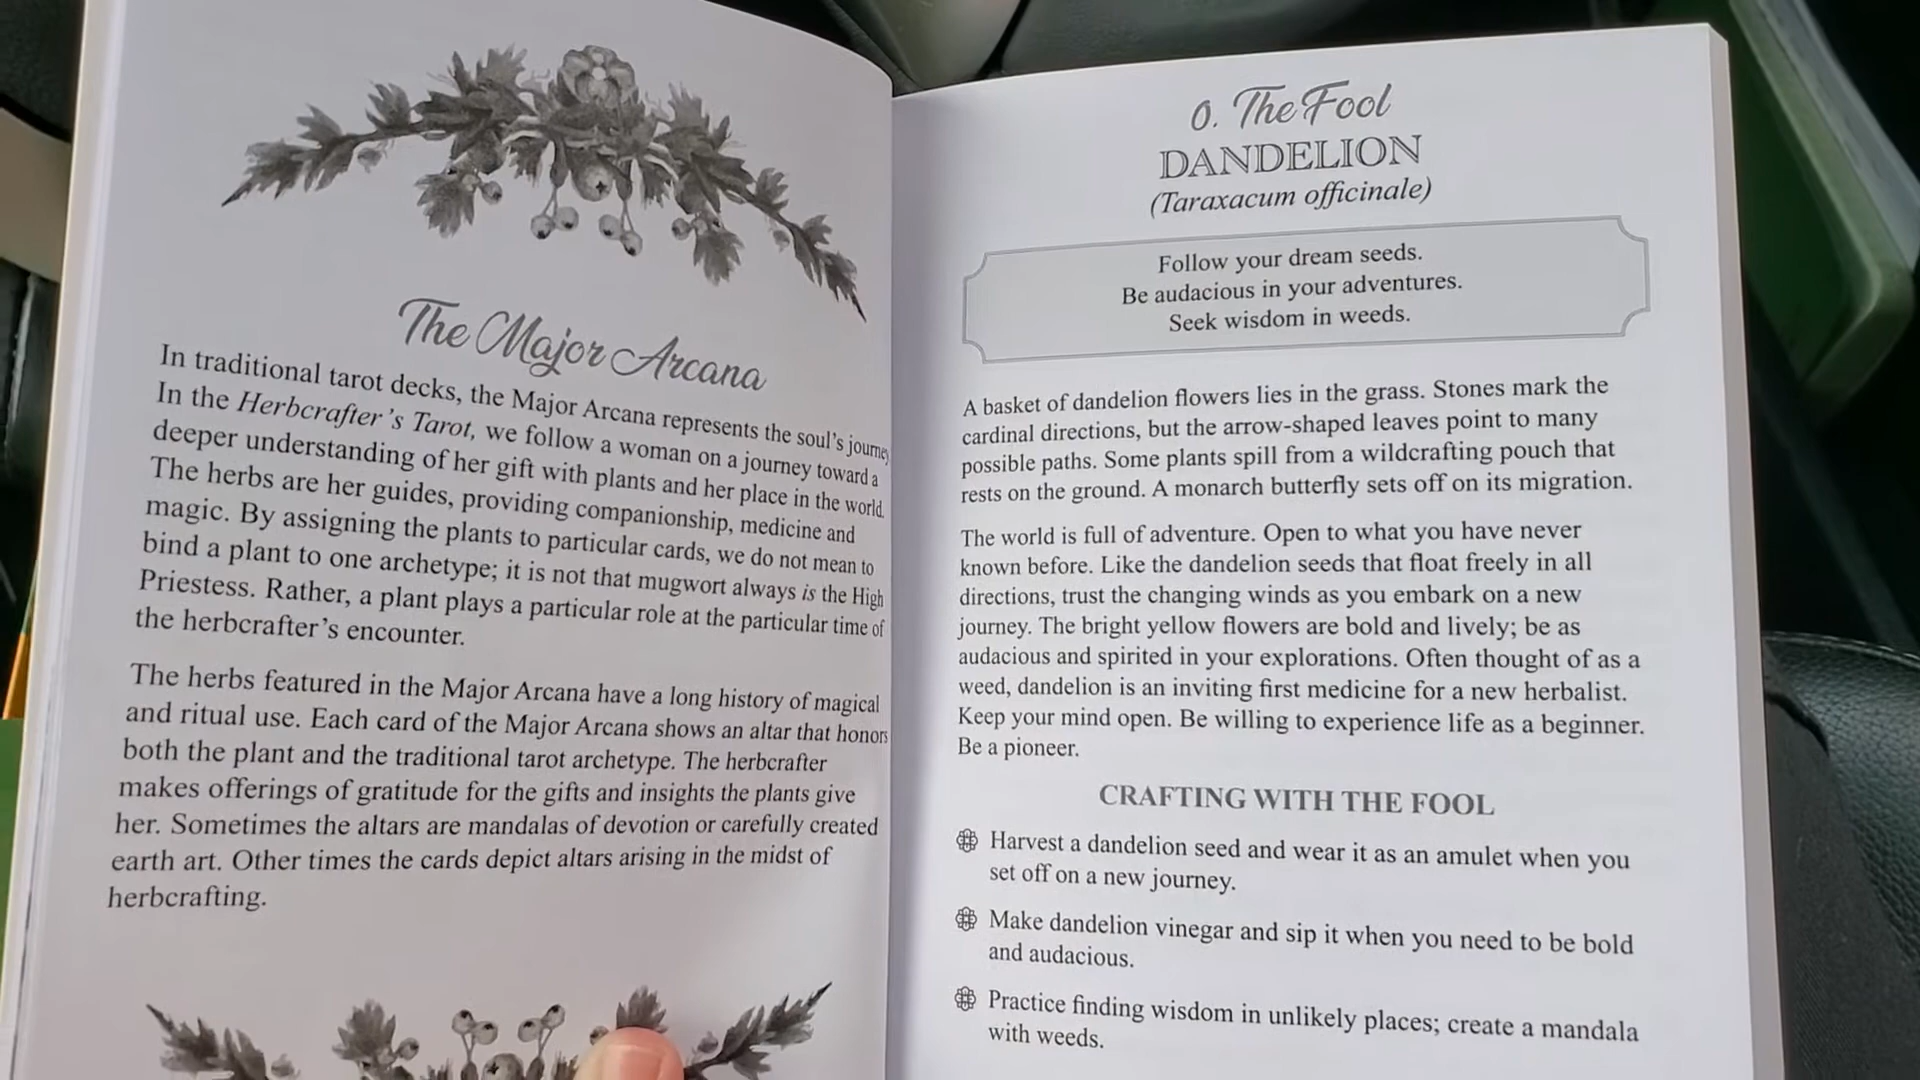 The Major Arcana
In traditional tarot decks, the Major Arcana represents the soul's journey
In the Herbcrafter's Tarot, we follow a woman on a journey toward a
deeper understanding of her gift with plants and her place in the world.
The herbs are her guides, providing companionship, medicine and
magic. By assigning the plants to particular cards, we do not mean to
bind a plant to one archetype; it is not that mugwort always is the High
Priestess. Rather, a plant plays a particular role at the particular time of
the herbcrafter's encounter.
The herbs featured in the Major Arcana have a long history of magical
and ritual use. Each card of the Major Arcana shows an altar that honors
both the plant and the traditional tarot archetype. The herbcrafter
makes offerings of gratitude for the gifts and insights the plants give
her. Sometimes the altars are mandalas of devotion or carefully created
earth art. Other times the cards depict altars arising in the midst of
herbcrafting.
0. The Fool
DANDELION
(Taraxacum officinale)
Follow your dream seeds.
Be audacious in your adventures.
Seek wisdom in weeds.
A basket of dandelion flowers lies in the grass. Stones mark the
cardinal directions, but the arrow-shaped leaves point to many
possible paths. Some plants spill from a wildcrafting pouch that
rests on the ground. A monarch butterfly sets off on its migration.
The world is full of adventure. Open to what you have never
known before. Like the dandelion seeds that float freely in all
directions, trust the changing winds as you embark on a new
journey. The bright yellow flowers are bold and lively; be as
audacious and spirited in your explorations. Often thought of as a
weed, dandelion is an inviting first medicine for a new herbalist.
Keep your mind open. Be willing to experience life as a beginner.
Be a pioneer.
CRAFTING WITH THE FOOL
Harvest a dandelion seed and wear it as an amulet when you
set off on a new journey.
Make dandelion vinegar and sip it when you need to be bold
and audacious.
Practice finding wisdom in unlikely places; create a mandala
with weeds.